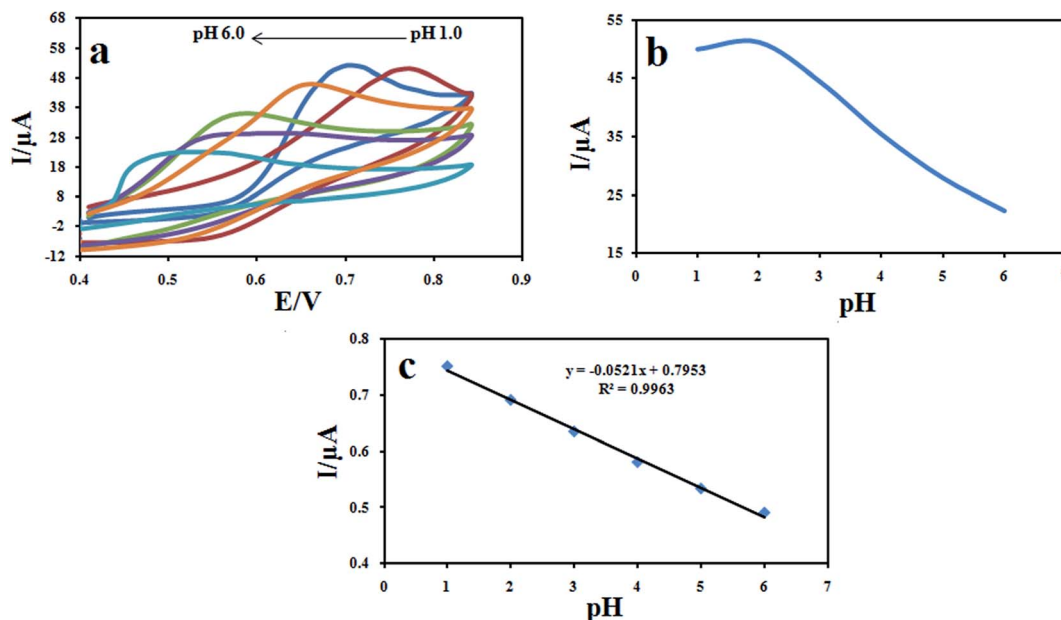 a
pH 6.0 pH 1.0
68
58
48
38
28
18
8
-2
-12
I/µA
0.4 0.5 0.6 0.7 0.8 0.9
E/V
b
55
45
35
25
15
I/µA
0 1 2 3 4 5 6
pH
c
y = -0.0521x + 0.7953
R² = 0.9963
0.8
0.7
0.6
0.5
0.4
I/µA
0 1 2 3 4 5 6 7
pH